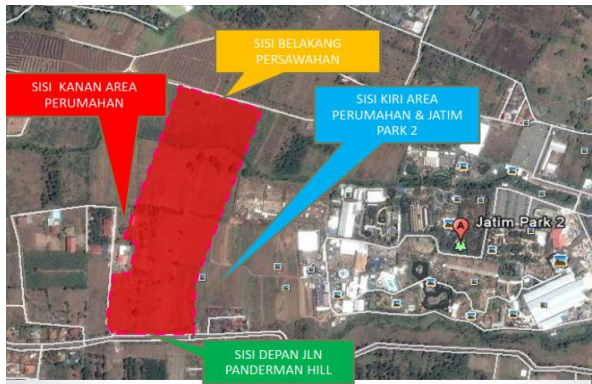 SISI BELAKANG
PERSAWAHAN
SISI KANAN AREA
PERUMAHAN
SISI KIRI AREA
PERUMAHAN & JATIM
PARK 2
A
Jatim Park 2
SISI DEPAN JLN
PANDERMAN HILL